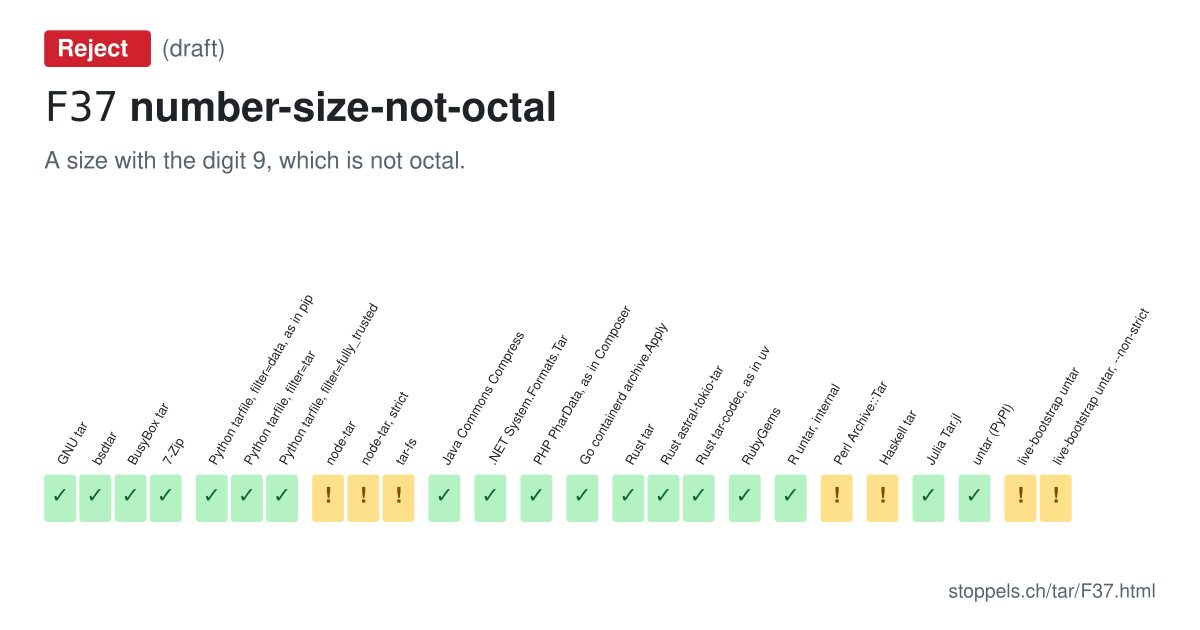 Reject (draft)
F37 number-size-not-octal
A size with the digit 9, which is not octal.
GNU tar
bsdtar
BusyBox tar
7-Zip
Python tarfile, filter=data, as in pip
Python tarfile, filter=tar
Python tarfile, filter=fully_trusted
node-tar
node-tar, strict
tar-fs
Java Commons Compress
.NET System.Formats.Tar
PHP PharData, as in Composer
Go containerd archive.Apply
Rust tar
Rust astral-tokio-tar
Rust tar-codec, as in uv
RubyGems
R untar, internal
Perl Archive::Tar
Haskell tar
Julia Tar.jl
untar (PyPI)
live-bootstrap untar
live-bootstrap untar, --non-strict
✓ ✓ ✓ ✓ ✓ ✓ ✓ ! ! ! ✓ ✓ ✓ ✓ ✓ ✓ ✓ ✓ ✓ ! ! ✓ ✓ ! !
stoppels.ch/tar/F37.html